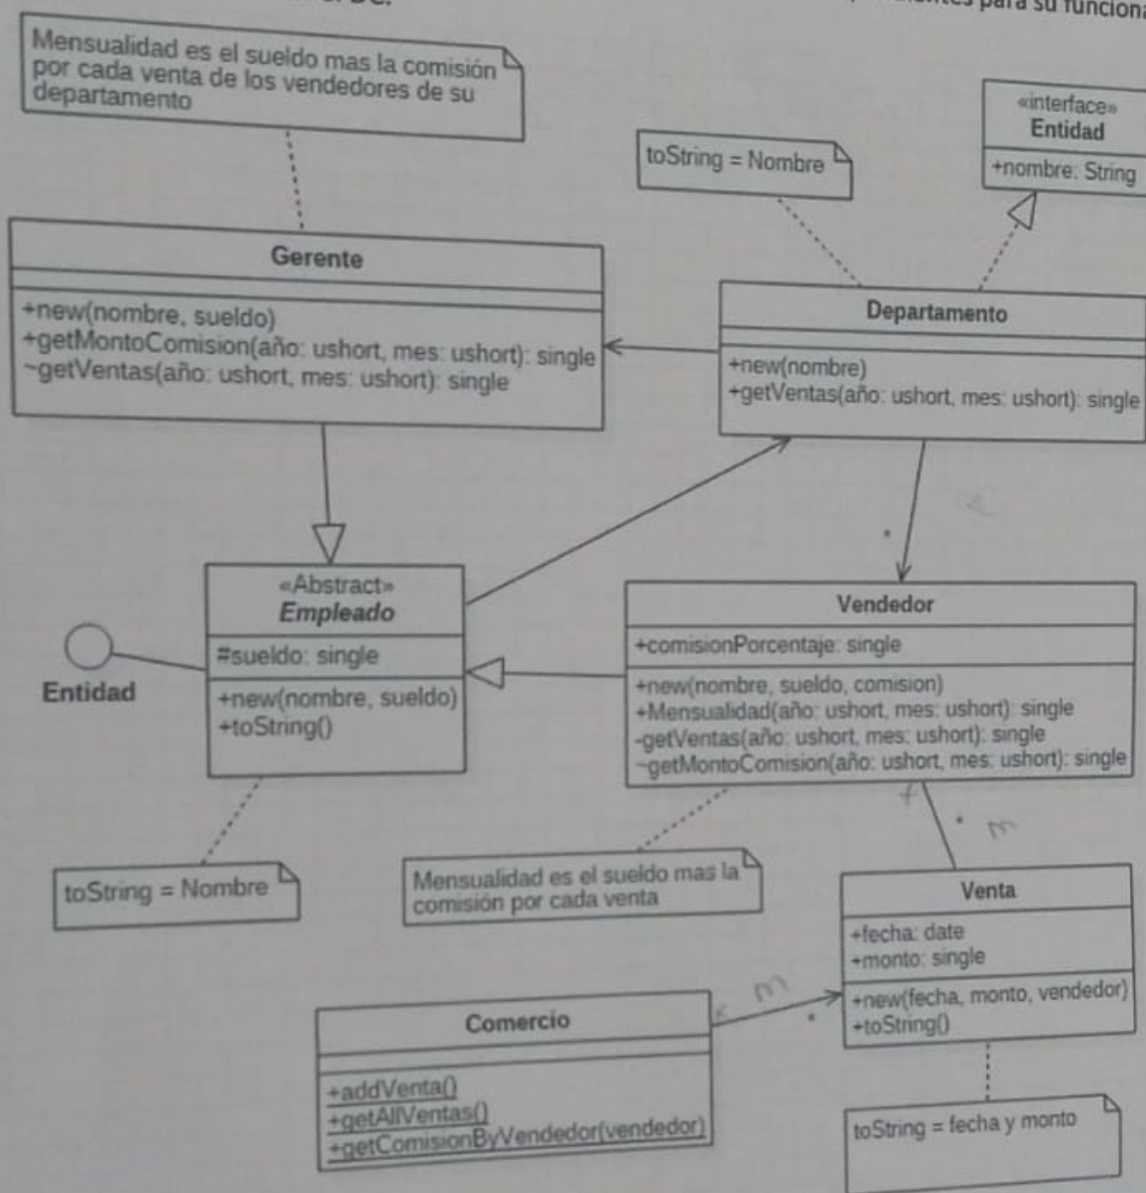 para su funciona
Mensualidad es el sueldo mas la comisión
por cada venta de los vendedores de su
departamento
toString = Nombre
«interface»
Entidad
+nombre: String
Gerente
+new(nombre, sueldo)
+getMontoComision(año: ushort, mes: ushort): single
~getVentas(año: ushort, mes: ushort): single
Departamento
+new(nombre)
+getVentas(año: ushort, mes: ushort): single
«Abstract»
Empleado
#sueldo: single
+new(nombre, sueldo)
+toString()
Entidad
Vendedor
+comisionPorcentaje: single
+new(nombre, sueldo, comision)
+Mensualidad(año: ushort, mes: ushort): single
-getVentas(año: ushort, mes: ushort): single
~getMontoComision(año: ushort, mes: ushort): single
toString = Nombre
Mensualidad es el sueldo mas la
comisión por cada venta
m
Venta
+fecha: date
+monto: single
+new(fecha, monto, vendedor)
+toString()
m
Comercio
+addVenta()
+getAllVentas()
+getComisionByVendedor(vendedor)
toString = fecha y monto